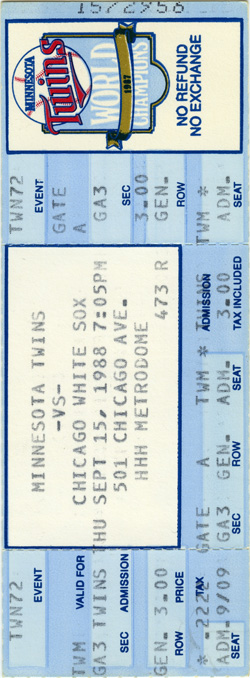 15/2958
MINNESOTA
Twins
1987
WORLD
CHAMPIONS
NO REFUND
NO EXCHANGE
TWN72 GATE A GA3 3.00 GEN. TWM * ADM.
EVENT SEC ROW SEAT
MINNESOTA TWINS
-VS-
CHICAGO WHITE SOX
THU SEPT 15, 1988 7:05PM
501 CHICAGO AVE.
HHH METRODOME
473 R
GATE A TWM * TWINS
ADMISSION
GA3 GEN. ADM. 3.00
SEC ROW SEAT TAX INCLUDED
TWN72 TWM GA3 TWINS GEN. 3.00 ADM. 9/09
EVENT VALID FOR SEC ADMISSION ROW PRICE SEAT TAX